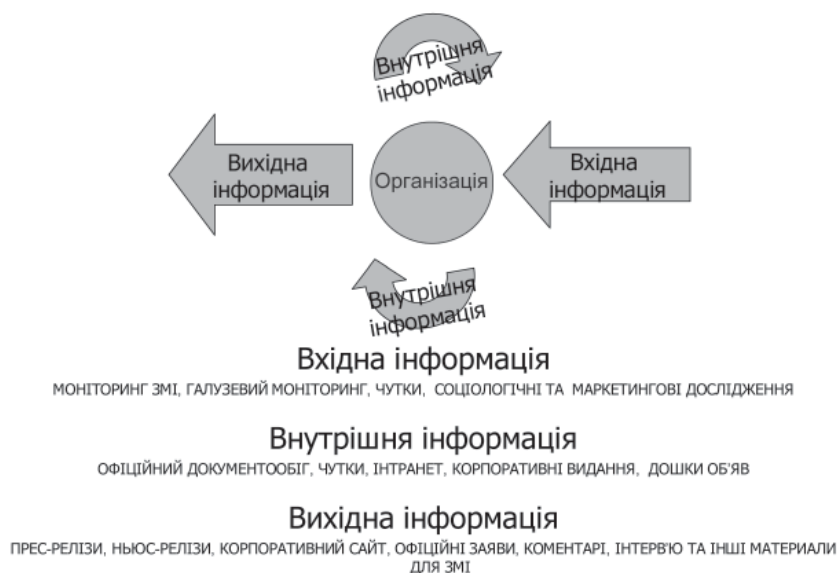 Внутрішня
інформація
Вихідна
інформація
Організація
Вхідна
інформація
Внутрішня
інформація
Вхідна інформація
МОНІТОРИНГ ЗМІ, ГАЛУЗЕВИЙ МОНІТОРИНГ, ЧУТКИ, СОЦІОЛОГІЧНІ ТА МАРКЕТИНГОВІ ДОСЛІДЖЕННЯ
Внутрішня інформація
ОФІЦІЙНИЙ ДОКУМЕНТООБІГ, ЧУТКИ, ІНТРАНЕТ, КОРПОРАТИВНІ ВИДАННЯ, ДОШКИ ОБ'ЯВ
Вихідна інформація
ПРЕС-РЕЛІЗИ, НЬЮС-РЕЛІЗИ, КОРПОРАТИВНИЙ САЙТ, ОФІЦІЙНІ ЗАЯВИ, КОМЕНТАРІ, ІНТЕРВ'Ю ТА ІНШІ МАТЕРИАЛИ
ДЛЯ ЗМІ